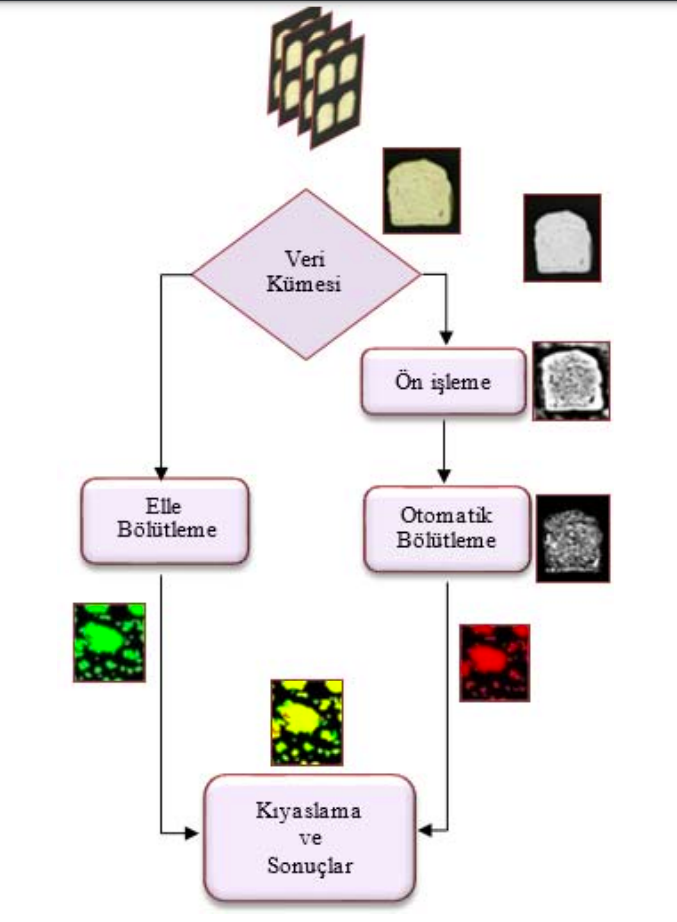 Veri
Kümesi
Ön işleme
Elle
Bölütleme
Otomatik
Bölütleme
Kıyaslama
ve
Sonuçlar